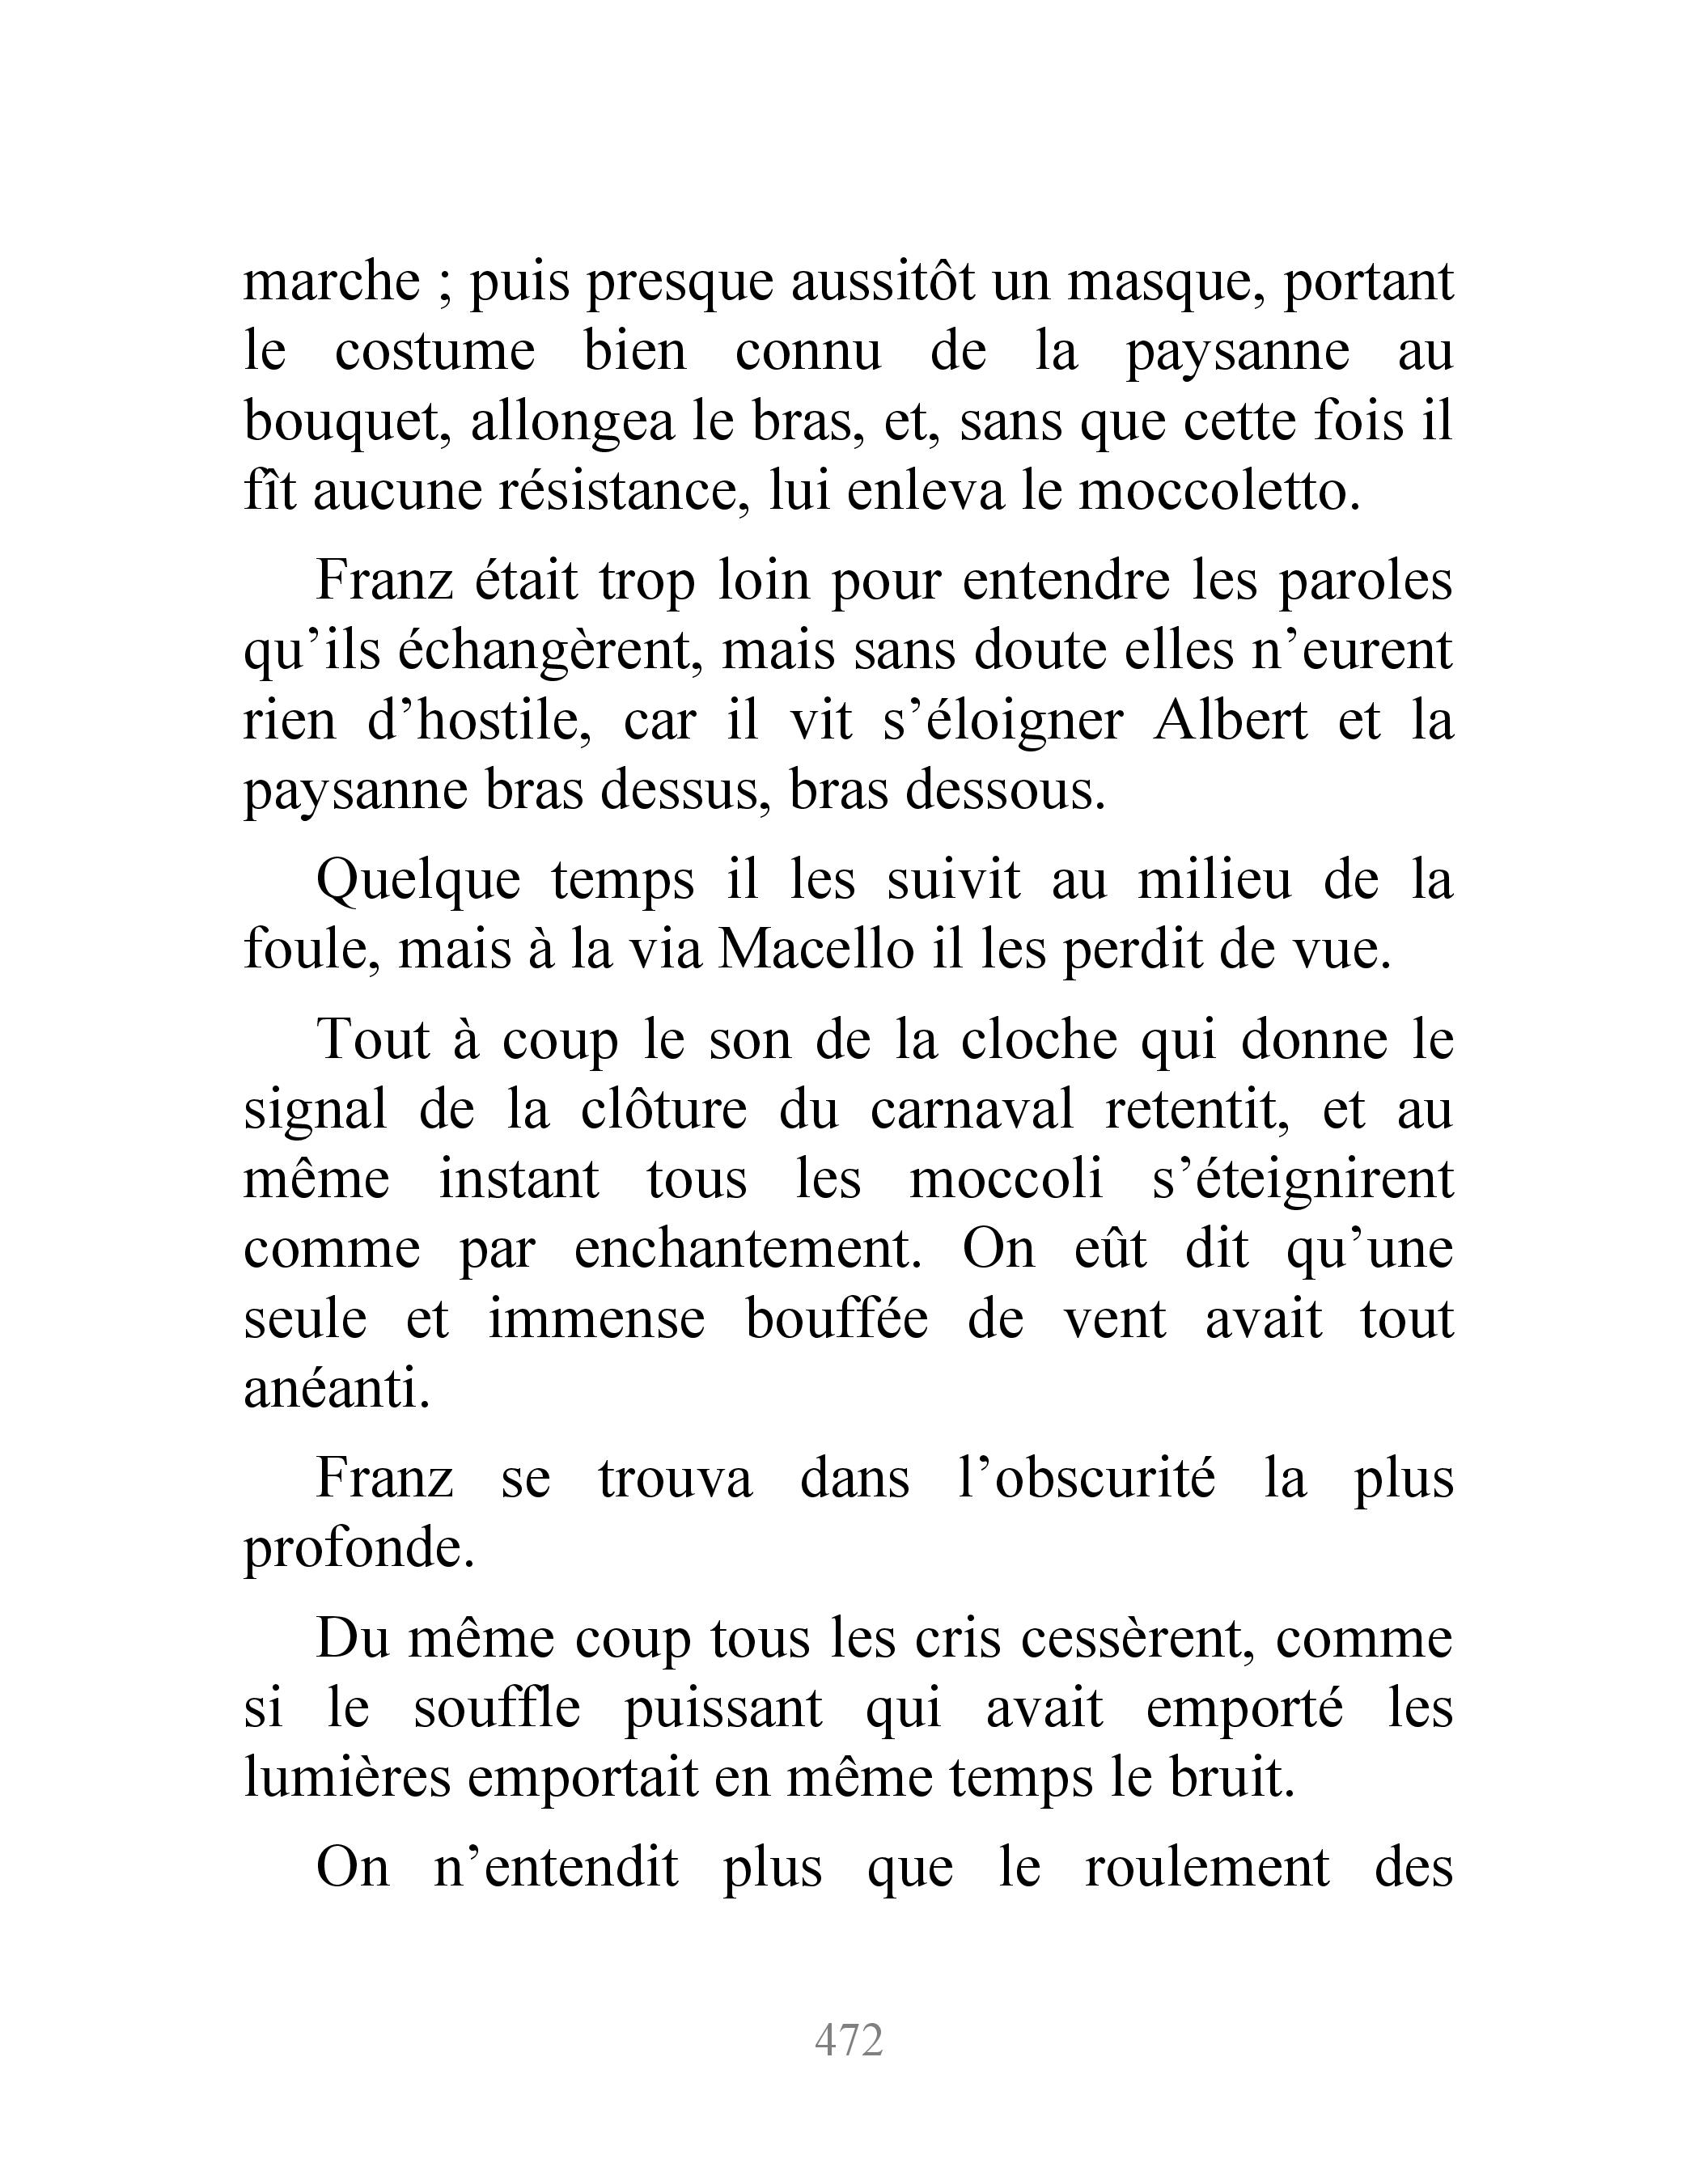 marche ; puis presque aussitôt un masque, portant
le costume bien connu de la paysanne au
bouquet, allongea le bras, et, sans que cette fois il
fît aucune résistance, lui enleva le moccoletto.
Franz était trop loin pour entendre les paroles
qu’ils échangèrent, mais sans doute elles n’eurent
rien d’hostile, car il vit s’éloigner Albert et la
paysanne bras dessus, bras dessous.
Quelque temps il les suivit au milieu de la
foule, mais à la via Macello il les perdit de vue.
Tout à coup le son de la cloche qui donne le
signal de la clôture du carnaval retentit, et au
même instant tous les moccoli s’éteignirent
comme par enchantement. On eût dit qu’une
seule et immense bouffée de vent avait tout
anéanti.
Franz se trouva dans l’obscurité la plus
profonde.
Du même coup tous les cris cessèrent, comme
si le souffle puissant qui avait emporté les
lumières emportait en même temps le bruit.
On n’entendit plus que le roulement des
472